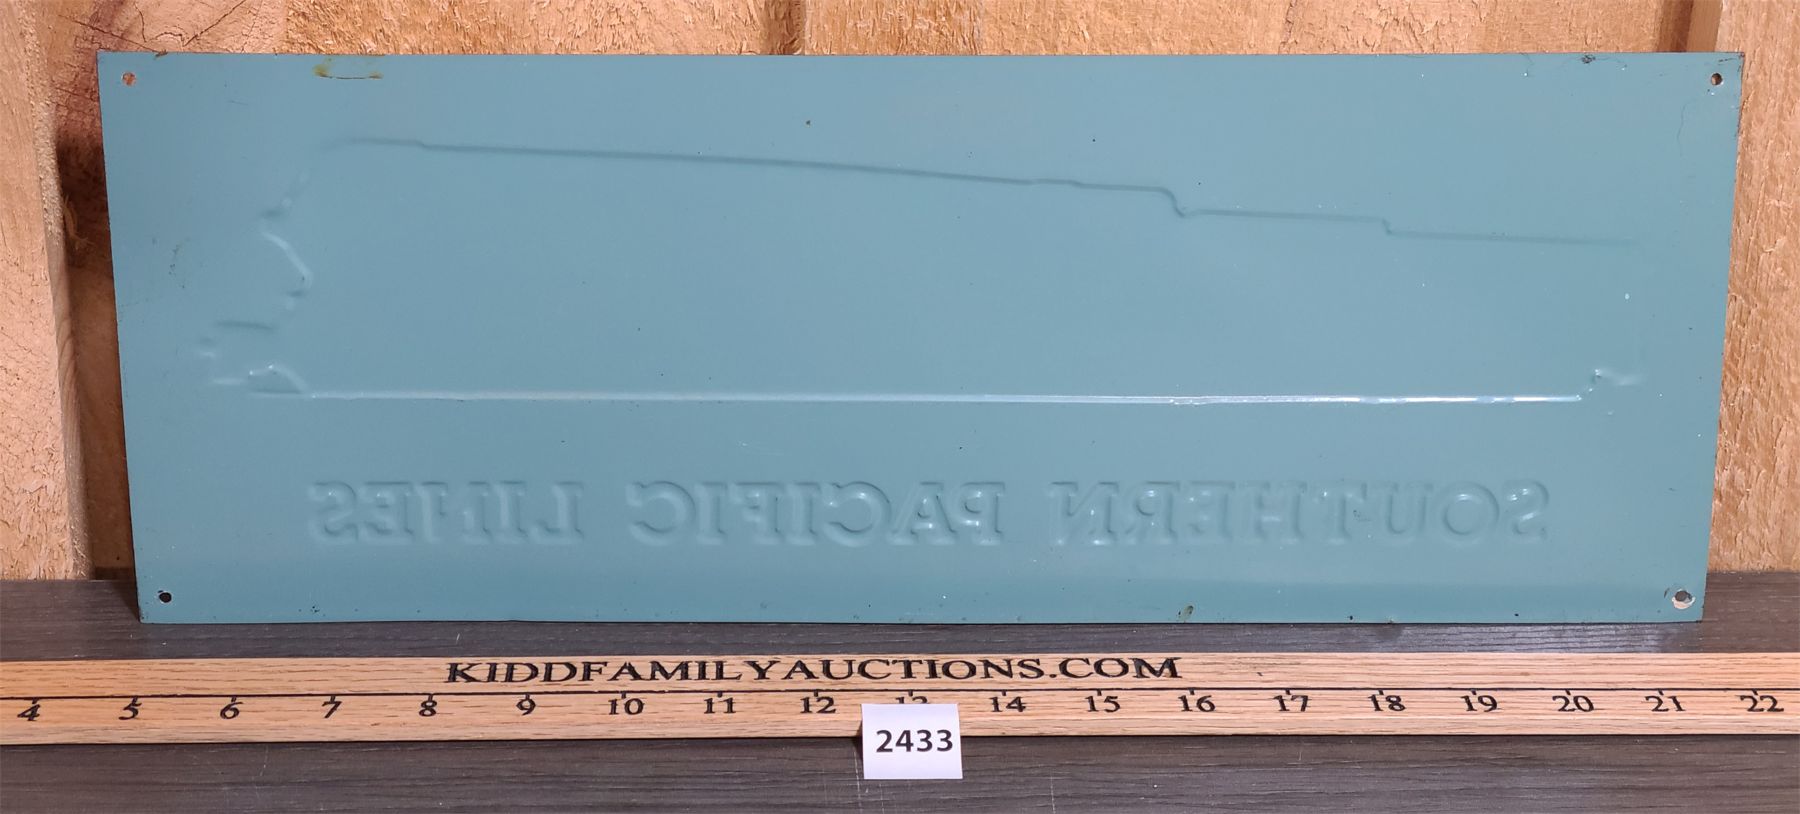 SOUTHERN PACIFIC LINES
KIDDFAMILYAUCTIONS.COM
4 5 6 7 8 9 10 11 12 13 14 15 16 17 18 19 20 21 22
2433